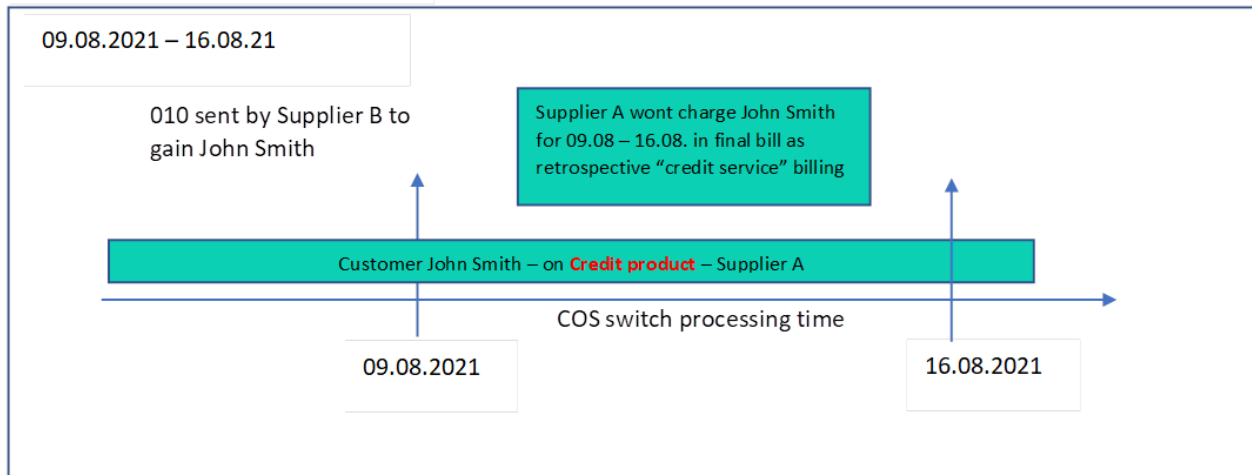 09.08.2021 – 16.08.21
010 sent by Supplier B to
gain John Smith
Supplier A wont charge John Smith
for 09.08 – 16.08. in final bill as
retrospective “credit service” billing
Customer John Smith – on Credit product – Supplier A
COS switch processing time
09.08.2021
16.08.2021